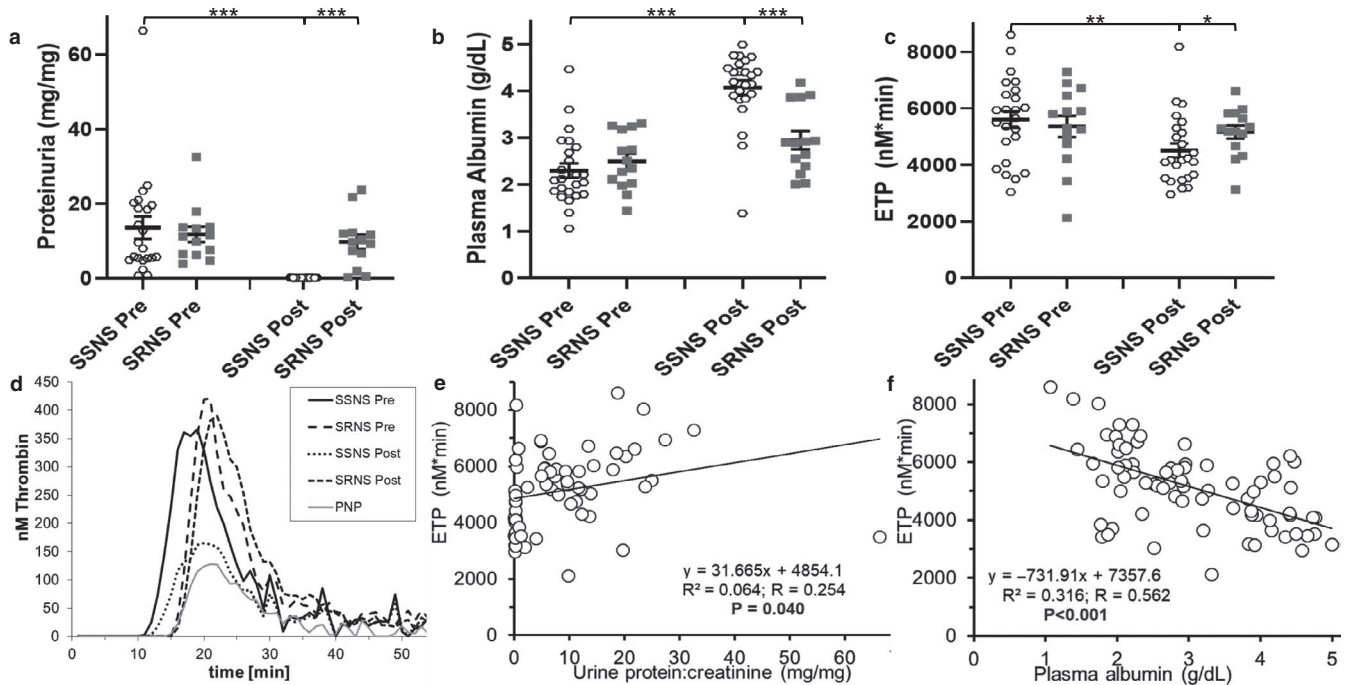 a
***
***
Proteinuria (mg/mg)
60
40
20
0
SSNS Pre
SRNS Pre
SSNS Post
SRNS Post
b
***
***
Plasma Albumin (g/dL)
5
4
3
2
1
0
SSNS Pre
SRNS Pre
SSNS Post
SRNS Post
c
**
*
ETP (nM*min)
8000
6000
4000
2000
0
SSNS Pre
SRNS Pre
SSNS Post
SRNS Post
d
nM Thrombin
450
400
350
300
250
200
150
100
50
0
0 10 20 30 40 50
time [min]
SSNS Pre
SRNS Pre
SSNS Post
SRNS Post
PNP
e
ETP (nM*min)
8000
6000
4000
2000
0
y = 31.665x + 4854.1
R² = 0.064; R = 0.254
P = 0.040
0 10 20 30 40 50 60 70
Urine protein:creatinine (mg/mg)
f
ETP (nM*min)
8000
6000
4000
2000
0
y = −731.91x + 7357.6
R² = 0.316; R = 0.562
P<0.001
0 1 2 3 4 5
Plasma albumin (g/dL)